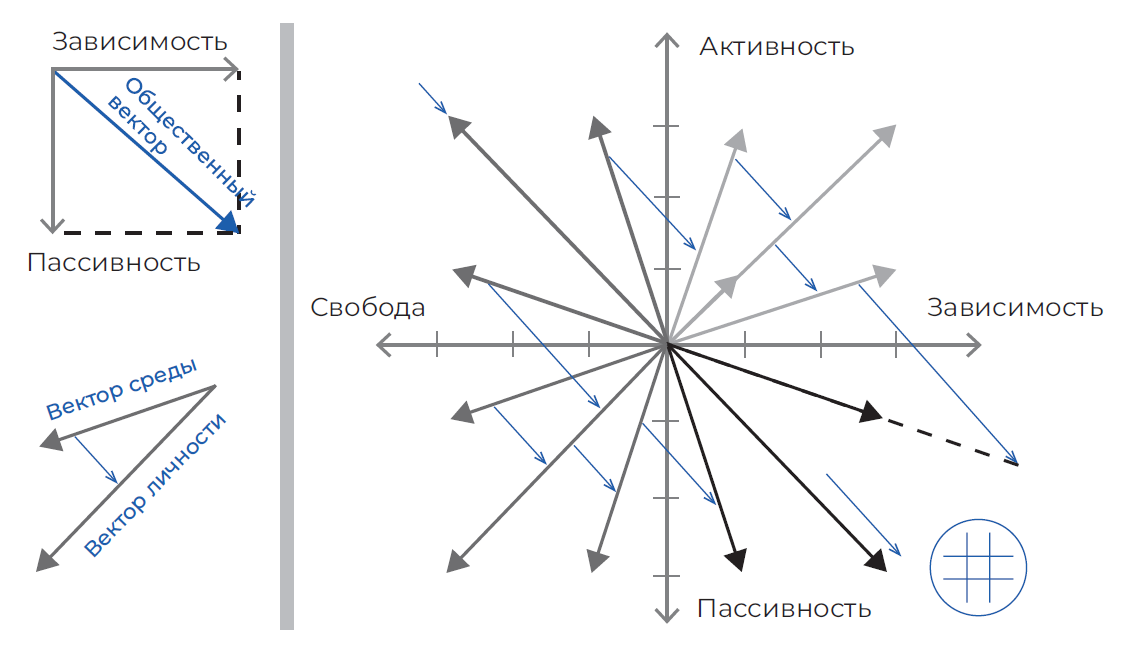 Зависимость
Общественный
вектор
Пассивность
Вектор среды
Вектор личности
Активность
Свобода
Зависимость
Пассивность